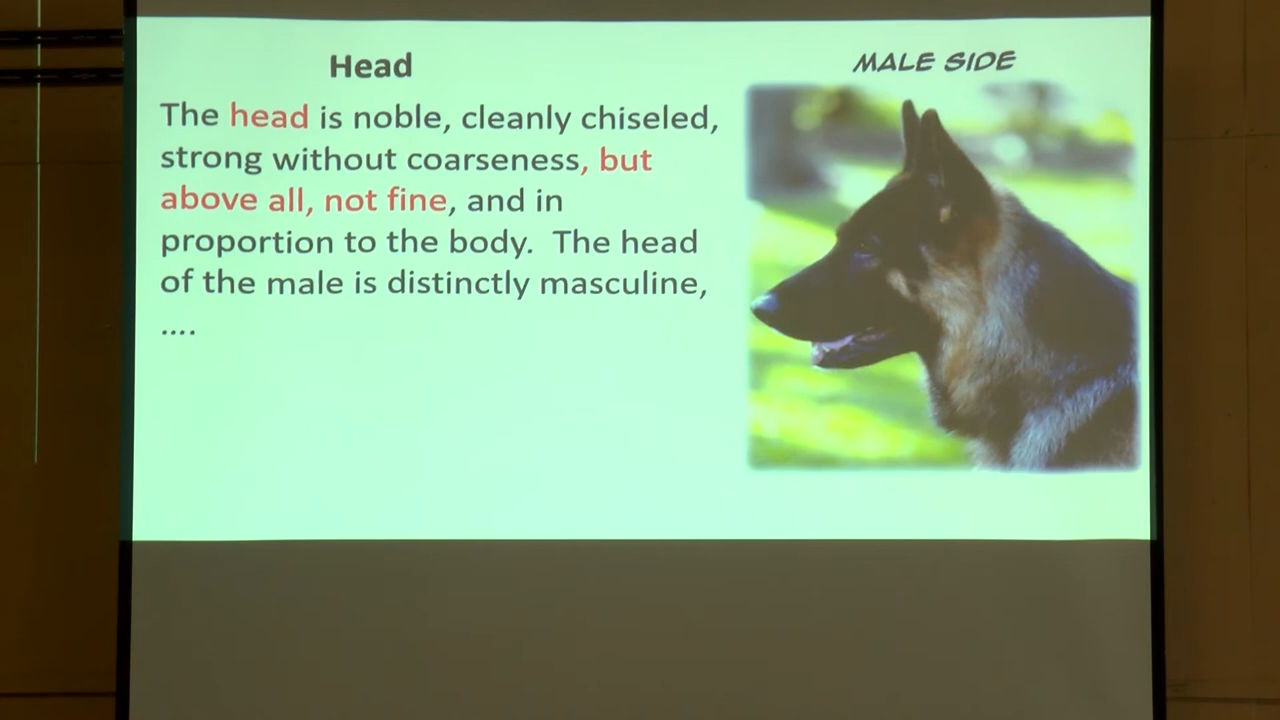 Head
MALE SIDE
The head is noble, cleanly chiseled,
strong without coarseness, but
above all, not fine, and in
proportion to the body. The head
of the male is distinctly masculine,
....